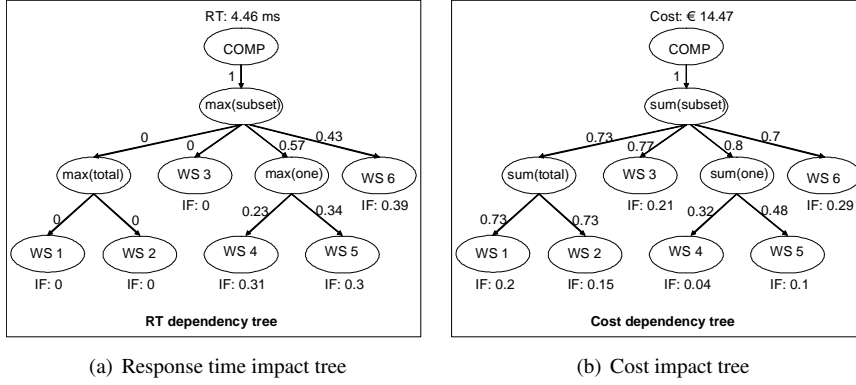 RT: 4.46 ms
COMP
1
max(subset)
0
0
0.57
0.43
max(total)
WS 3
max(one)
WS 6
IF: 0
IF: 0.39
0
0
0.23
0.34
WS 1
WS 2
WS 4
WS 5
IF: 0
IF: 0
IF: 0.31
IF: 0.3
RT dependency tree
(a) Response time impact tree
Cost: € 14.47
COMP
1
sum(subset)
0.73
0.77
0.8
0.7
sum(total)
WS 3
sum(one)
WS 6
IF: 0.21
IF: 0.29
0.73
0.73
0.32
0.48
WS 1
WS 2
WS 4
WS 5
IF: 0.2
IF: 0.15
IF: 0.04
IF: 0.1
Cost dependency tree
(b) Cost impact tree